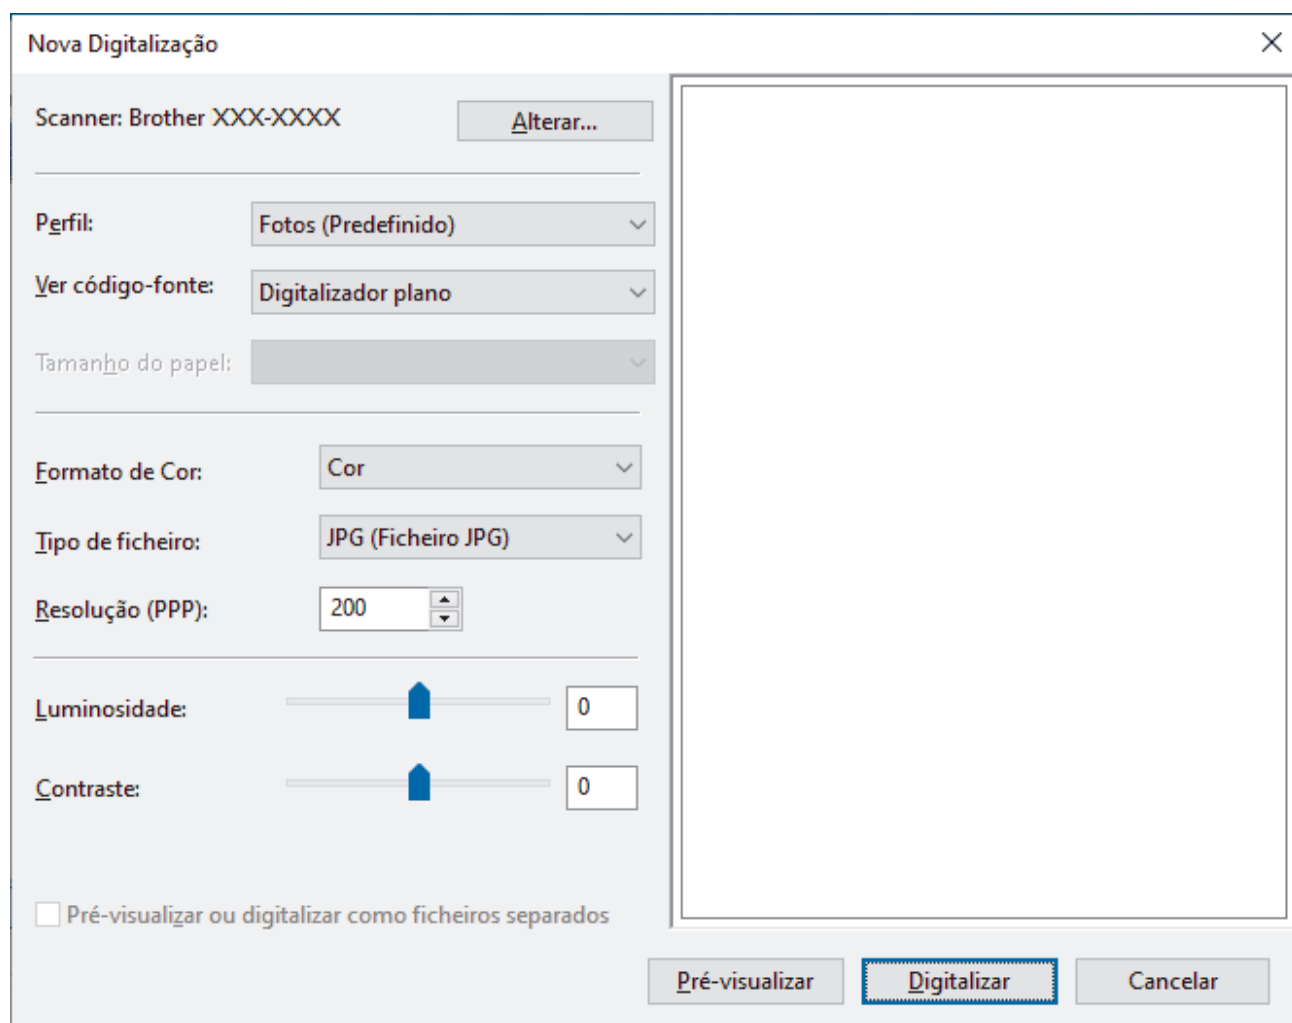 Nova Digitalização
Scanner: Brother XXX-XXXX
Alterar...
Perfil:
Fotos (Predefinido)
Ver código-fonte:
Digitalizador plano
Tamanho do papel:
Formato de Cor:
Cor
Tipo de ficheiro:
JPG (Ficheiro JPG)
Resolução (PPP):
200
Luminosidade:
0
Contraste:
0
Pré-visualizar ou digitalizar como ficheiros separados
Pré-visualizar
Digitalizar
Cancelar